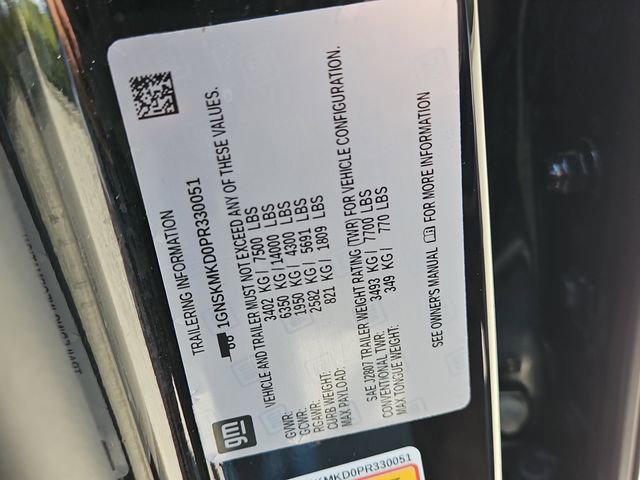 TRAILERING INFORMATION
1GNSKMKD0PR330051
VEHICLE AND TRAILER MUST NOT EXCEED ANY OF THESE VALUES.
GVWR: 3402 KG / 7500 LBS
GCWR: 6350 KG / 14000 LBS
RGAWR: 1950 KG / 4300 LBS
CURB WEIGHT: 2582 KG / 5691 LBS
MAX PAYLOAD: 821 KG / 1809 LBS
SAE J2807 TRAILER WEIGHT RATING (TWR) FOR VEHICLE CONFIGURATION.
CONVENTIONAL TWR: 3493 KG / 7700 LBS
MAX TONGUE WEIGHT: 349 KG / 770 LBS
SEE OWNER'S MANUAL FOR MORE INFORMATION
gm
KMKD0PR330051